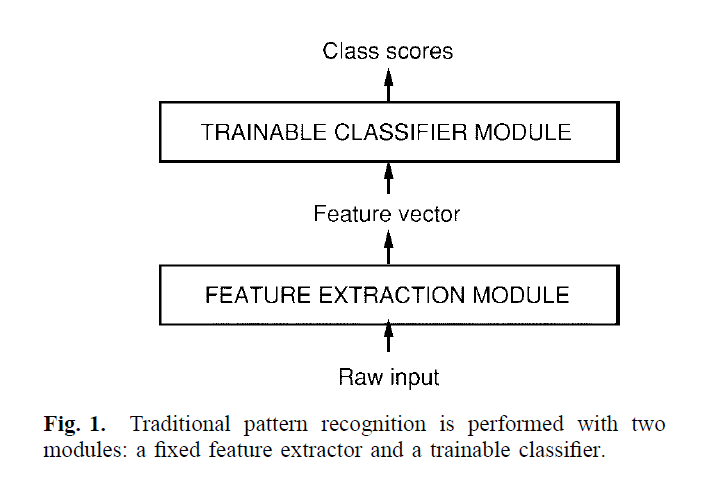 Class scores
TRAINABLE CLASSIFIER MODULE
Feature vector
FEATURE EXTRACTION MODULE
Raw input
Fig. 1. Traditional pattern recognition is performed with two
modules: a fixed feature extractor and a trainable classifier.